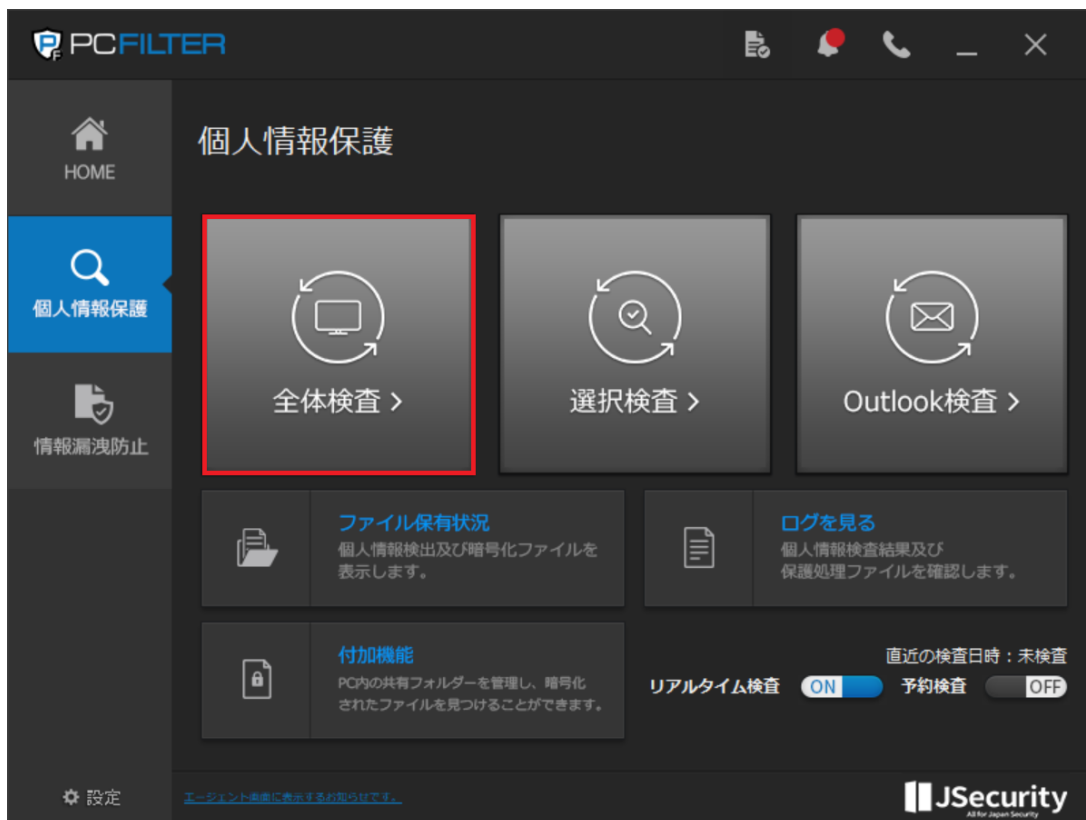 PCFILTER
HOME
個人情報保護
情報漏洩防止
設定
個人情報保護
全体検査 >
選択検査 >
Outlook検査 >
ファイル保有状況
個人情報検出及び暗号化ファイルを
表示します。
ログを見る
個人情報検査結果及び
保護処理ファイルを確認します。
付加機能
PC内の共有フォルダーを管理し、暗号化
されたファイルを見つけることができます。
直近の検査日時：未検査
リアルタイム検査 ON 予約検査 OFF
エージェント画面に表示するお知らせです。
JSecurity
All for Japan Security